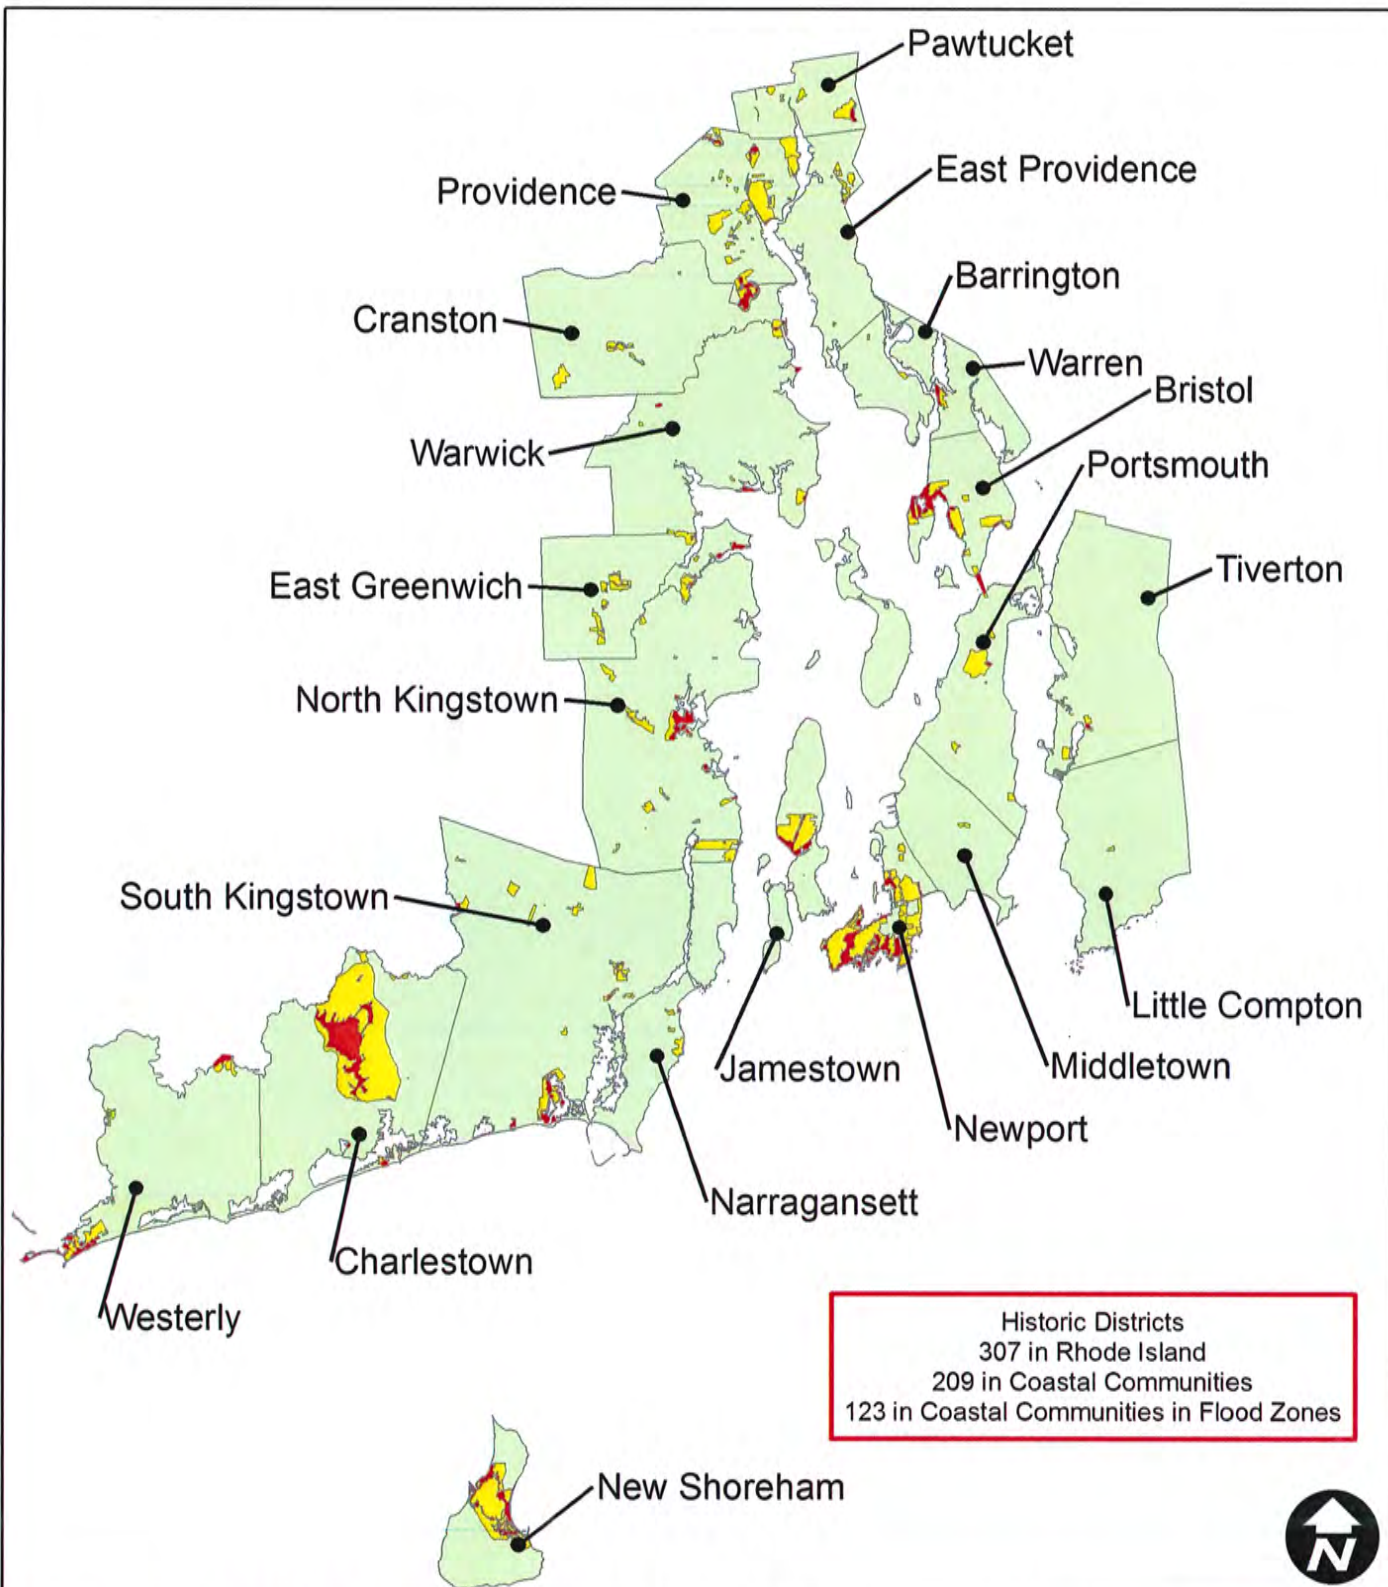 Pawtucket
East Providence
Providence
Barrington
Cranston
Warren
Bristol
Warwick
Portsmouth
Tiverton
East Greenwich
North Kingstown
South Kingstown
Little Compton
Jamestown
Middletown
Newport
Narragansett
Charlestown
Westerly
Historic Districts
307 in Rhode Island
209 in Coastal Communities
123 in Coastal Communities in Flood Zones
New Shoreham
N